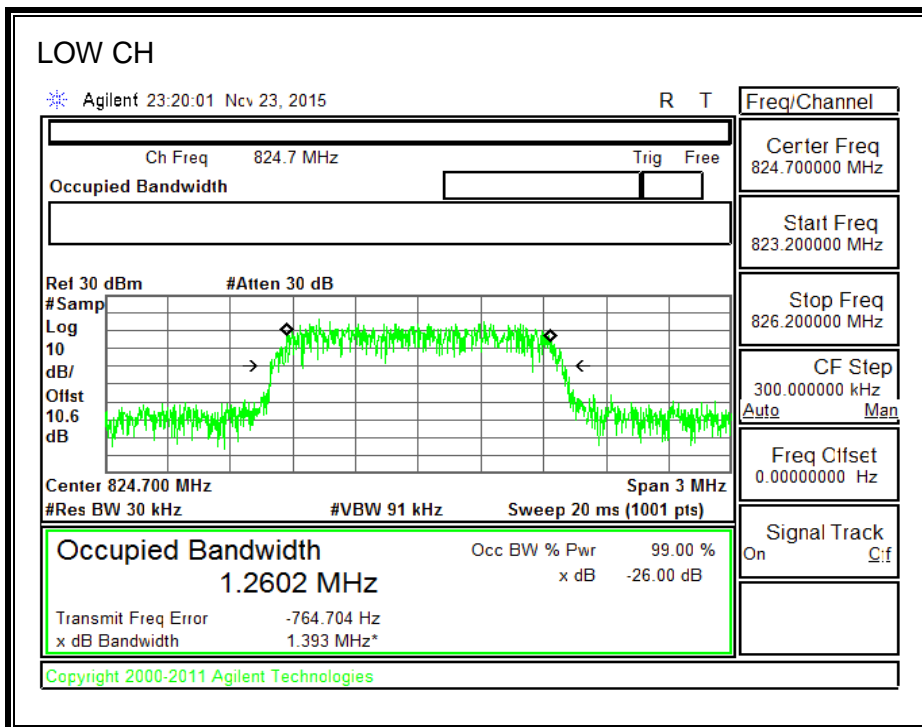 LOW CH
Agilent 23:20:01 Nov 23, 2015 R T
Freq/Channel
Ch Freq 824.7 MHz Trig Free
Occupied Bandwidth
Center Freq
824.700000 MHz
Start Freq
823.200000 MHz
Stop Freq
826.200000 MHz
CF Step
300.000000 kHz
Auto Man
Freq Offset
0.00000000 Hz
Signal Track
On Off
Ref 30 dBm #Atten 30 dB
#Samp
Log
10
dB/
Offst
10.6
dB
Center 824.700 MHz Span 3 MHz
#Res BW 30 kHz #VBW 91 kHz Sweep 20 ms (1001 pts)
Occupied Bandwidth
1.2602 MHz
Occ BW % Pwr 99.00 %
x dB -26.00 dB
Transmit Freq Error -764.704 Hz
x dB Bandwidth 1.393 MHz*
Copyright 2000-2011 Agilent Technologies